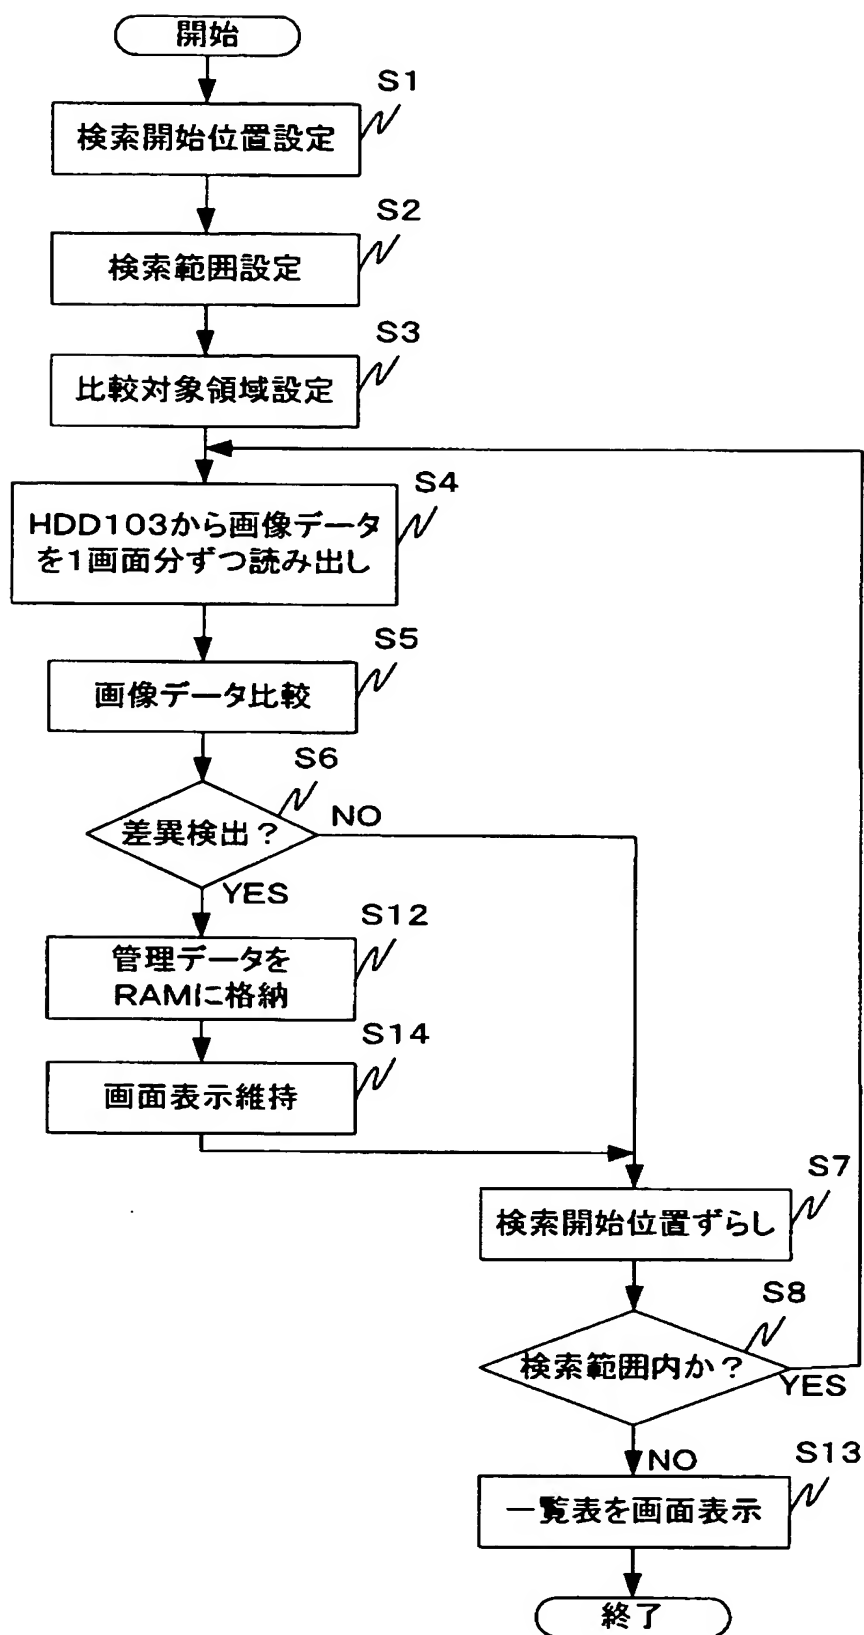 開始
S1
検索開始位置設定
S2
検索範囲設定
S3
比較対象領域設定
S4
HDD103から画像データ
を1画面分ずつ読み出し
S5
画像データ比較
S6
差異検出？
NO
YES
S12
管理データを
RAMに格納
S14
画面表示維持
S7
検索開始位置ずらし
S8
検索範囲内か？
YES
NO
S13
一覧表を画面表示
終了